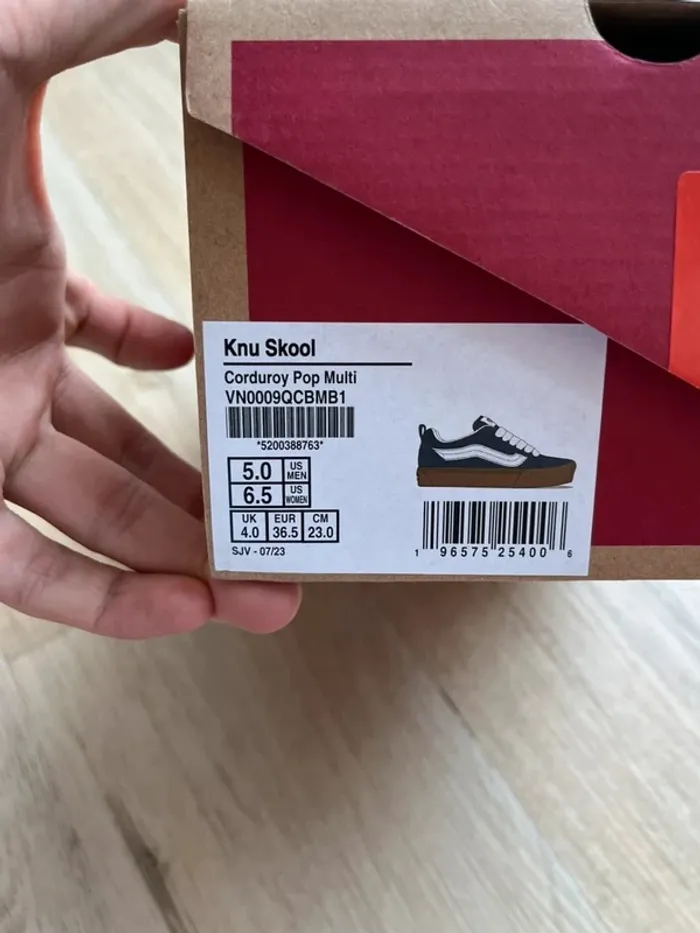 Knu Skool
Corduroy Pop Multi
VN0009QCBMB1
*5200388763*
5.0 US MEN
6.5 US WOMEN
UK EUR CM
4.0 36.5 23.0
SJV - 07/23
1 96575 25400 6